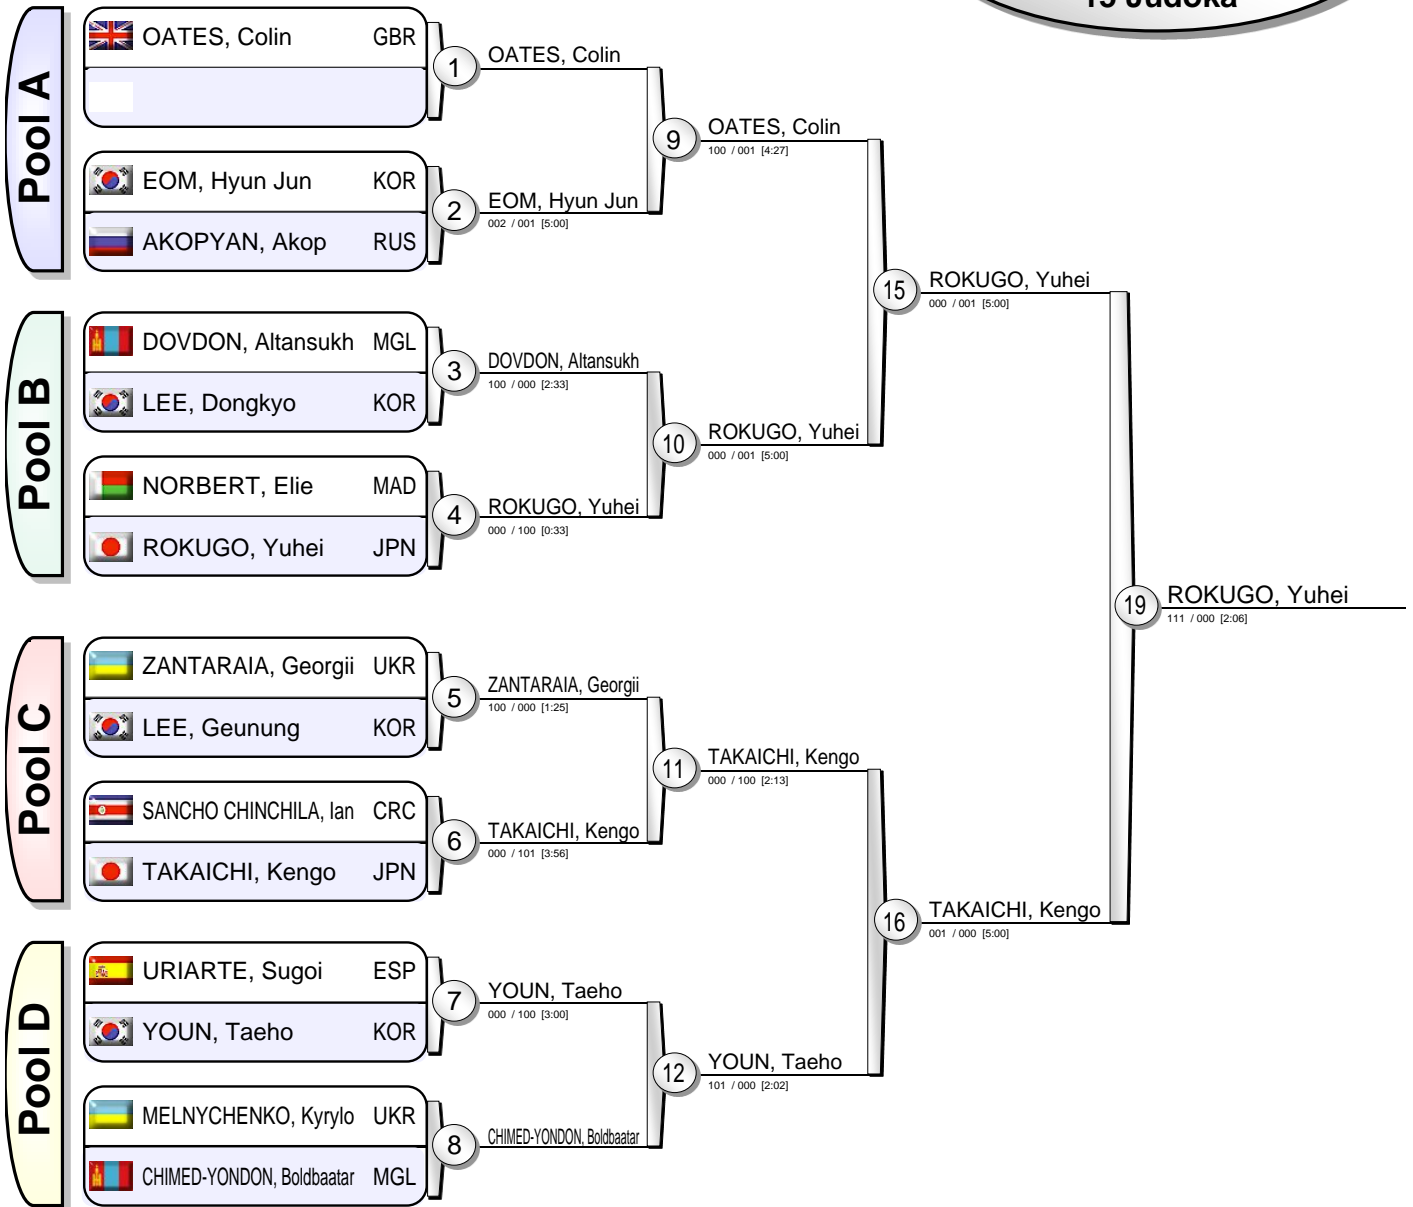 15 Judoka
Pool A
OATES, Colin GBR
1
OATES, Colin
EOM, Hyun Jun KOR
AKOPYAN, Akop RUS
2
EOM, Hyun Jun
002 / 001 [5:00]
9
OATES, Colin
100 / 001 [4:27]
Pool B
DOVDON, Altansukh MGL
LEE, Dongkyo KOR
3
DOVDON, Altansukh
100 / 000 [2:33]
NORBERT, Elie MAD
ROKUGO, Yuhei JPN
4
ROKUGO, Yuhei
000 / 100 [0:33]
10
ROKUGO, Yuhei
000 / 001 [5:00]
15
ROKUGO, Yuhei
000 / 001 [5:00]
Pool C
ZANTARAIA, Georgii UKR
LEE, Geunung KOR
5
ZANTARAIA, Georgii
100 / 000 [1:25]
SANCHO CHINCHILA, Ian CRC
TAKAICHI, Kengo JPN
6
TAKAICHI, Kengo
000 / 101 [3:56]
11
TAKAICHI, Kengo
000 / 100 [2:13]
Pool D
URIARTE, Sugoi ESP
YOUN, Taeho KOR
7
YOUN, Taeho
000 / 100 [3:00]
MELNYCHENKO, Kyrylo UKR
CHIMED-YONDON, Boldbaatar MGL
8
CHIMED-YONDON, Boldbaatar
12
YOUN, Taeho
101 / 000 [2:02]
16
TAKAICHI, Kengo
001 / 000 [5:00]
19
ROKUGO, Yuhei
111 / 000 [2:06]